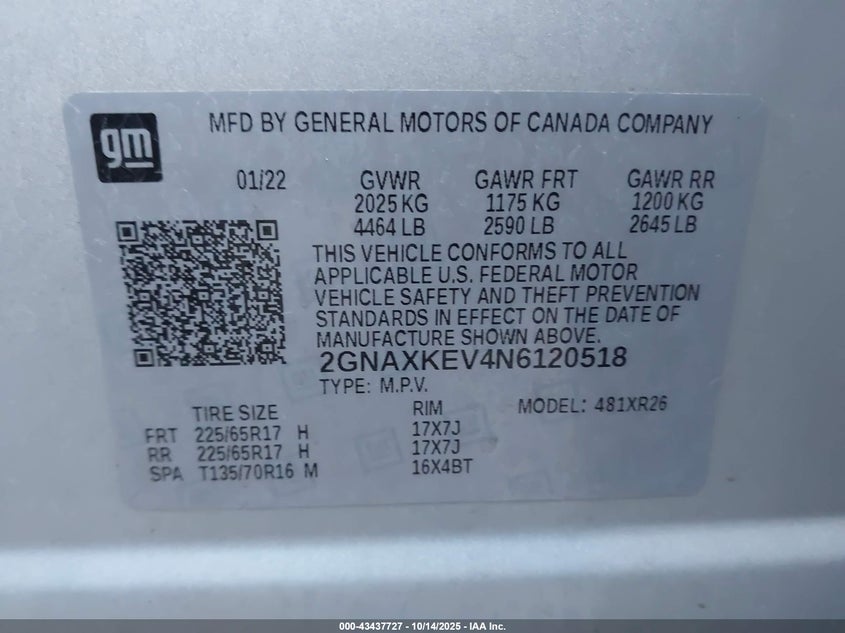 gm
MFD BY GENERAL MOTORS OF CANADA COMPANY
01/22 GVWR GAWR FRT GAWR RR
2025 KG 1175 KG 1200 KG
4464 LB 2590 LB 2645 LB
THIS VEHICLE CONFORMS TO ALL
APPLICABLE U.S. FEDERAL MOTOR
VEHICLE SAFETY AND THEFT PREVENTION
STANDARDS IN EFFECT ON THE DATE OF
MANUFACTURE SHOWN ABOVE.
2GNAXKEV4N6120518
TYPE: M.P.V.
TIRE SIZE RIM MODEL: 481XR26
FRT 225/65R17 H 17X7J
RR 225/65R17 H 17X7J
SPA T135/70R16 M 16X4BT
000-43437727 - 10/14/2025 - IAA Inc.